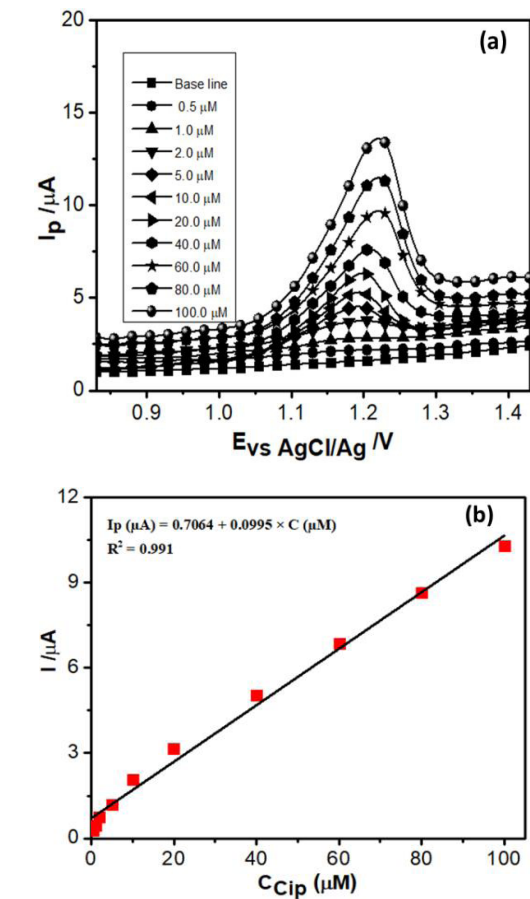 (a)
20
15
10
5
0
Ip /µA
Base line
0.5 µM
1.0 µM
2.0 µM
5.0 µM
10.0 µM
20.0 µM
40.0 µM
60.0 µM
80.0 µM
100.0 µM
0.9 1.0 1.1 1.2 1.3 1.4
E vs AgCl/Ag /V
(b)
Ip (µA) = 0.7064 + 0.0995 × C (µM)
R² = 0.991
12
9
6
3
0
I /µA
0 20 40 60 80 100
C Cip (µM)